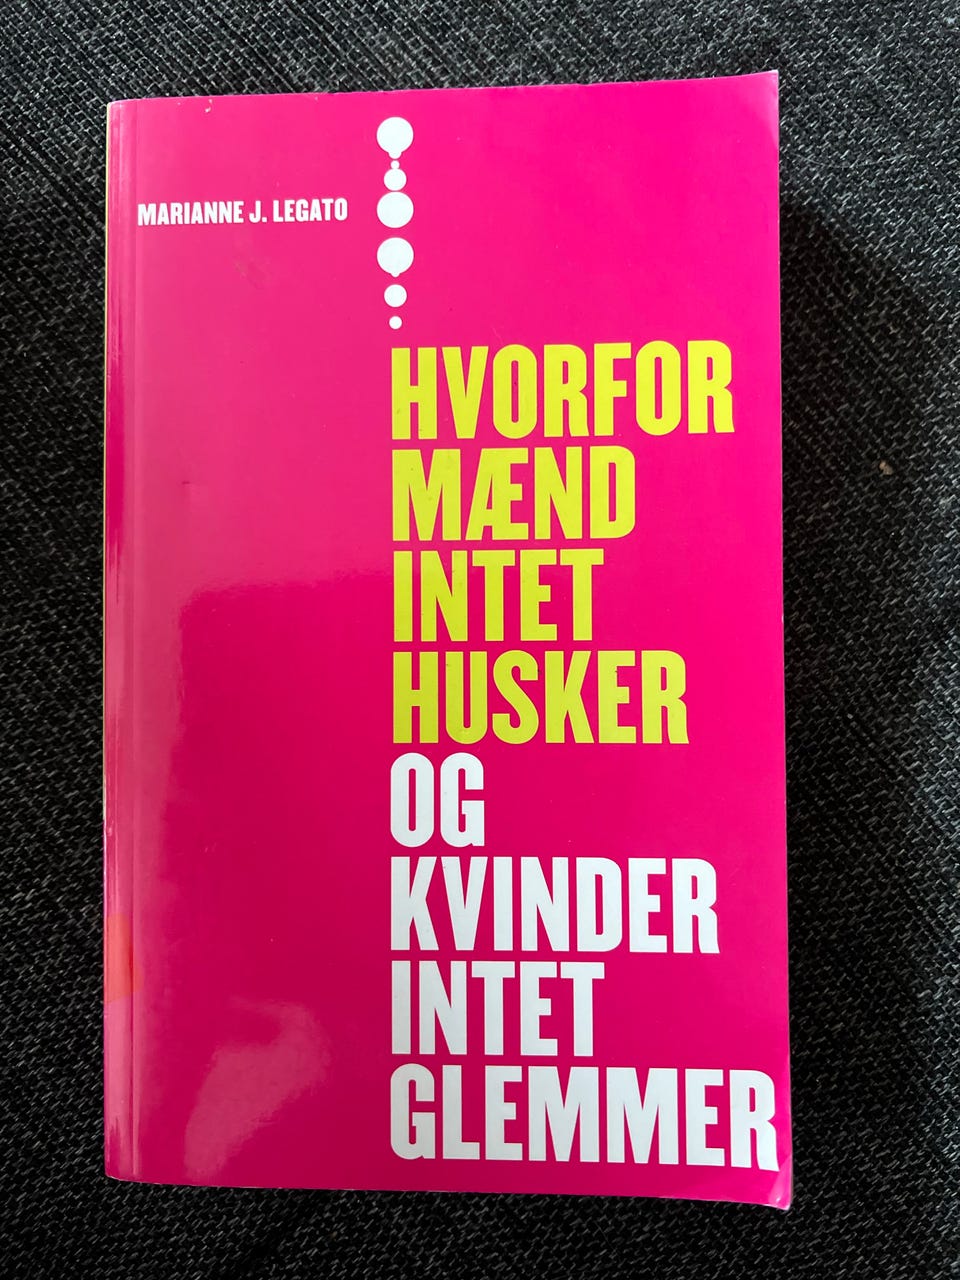 MARIANNE J. LEGATO
HVORFOR
MÆND
INTET
HUSKER
OG
KVINDER
INTET
GLEMMER